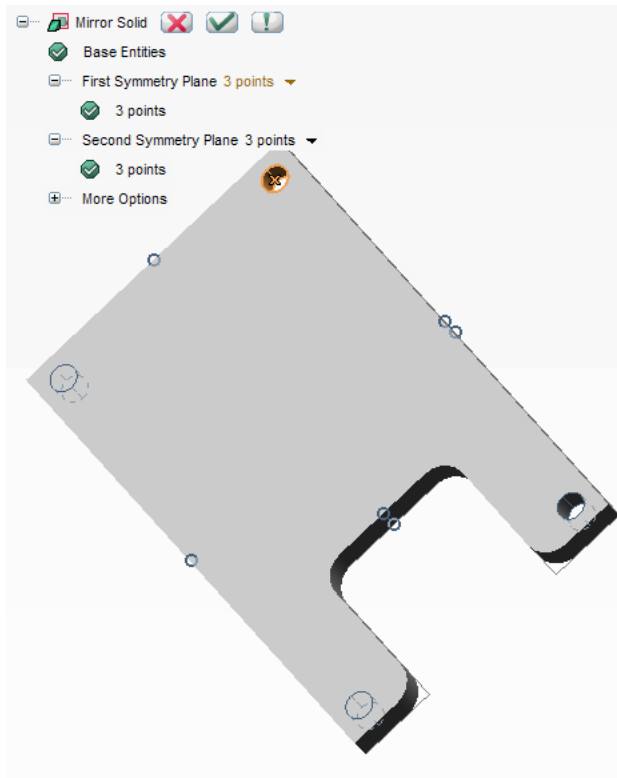 Mirror Solid
Base Entities
First Symmetry Plane 3 points
3 points
Second Symmetry Plane 3 points
3 points
More Options